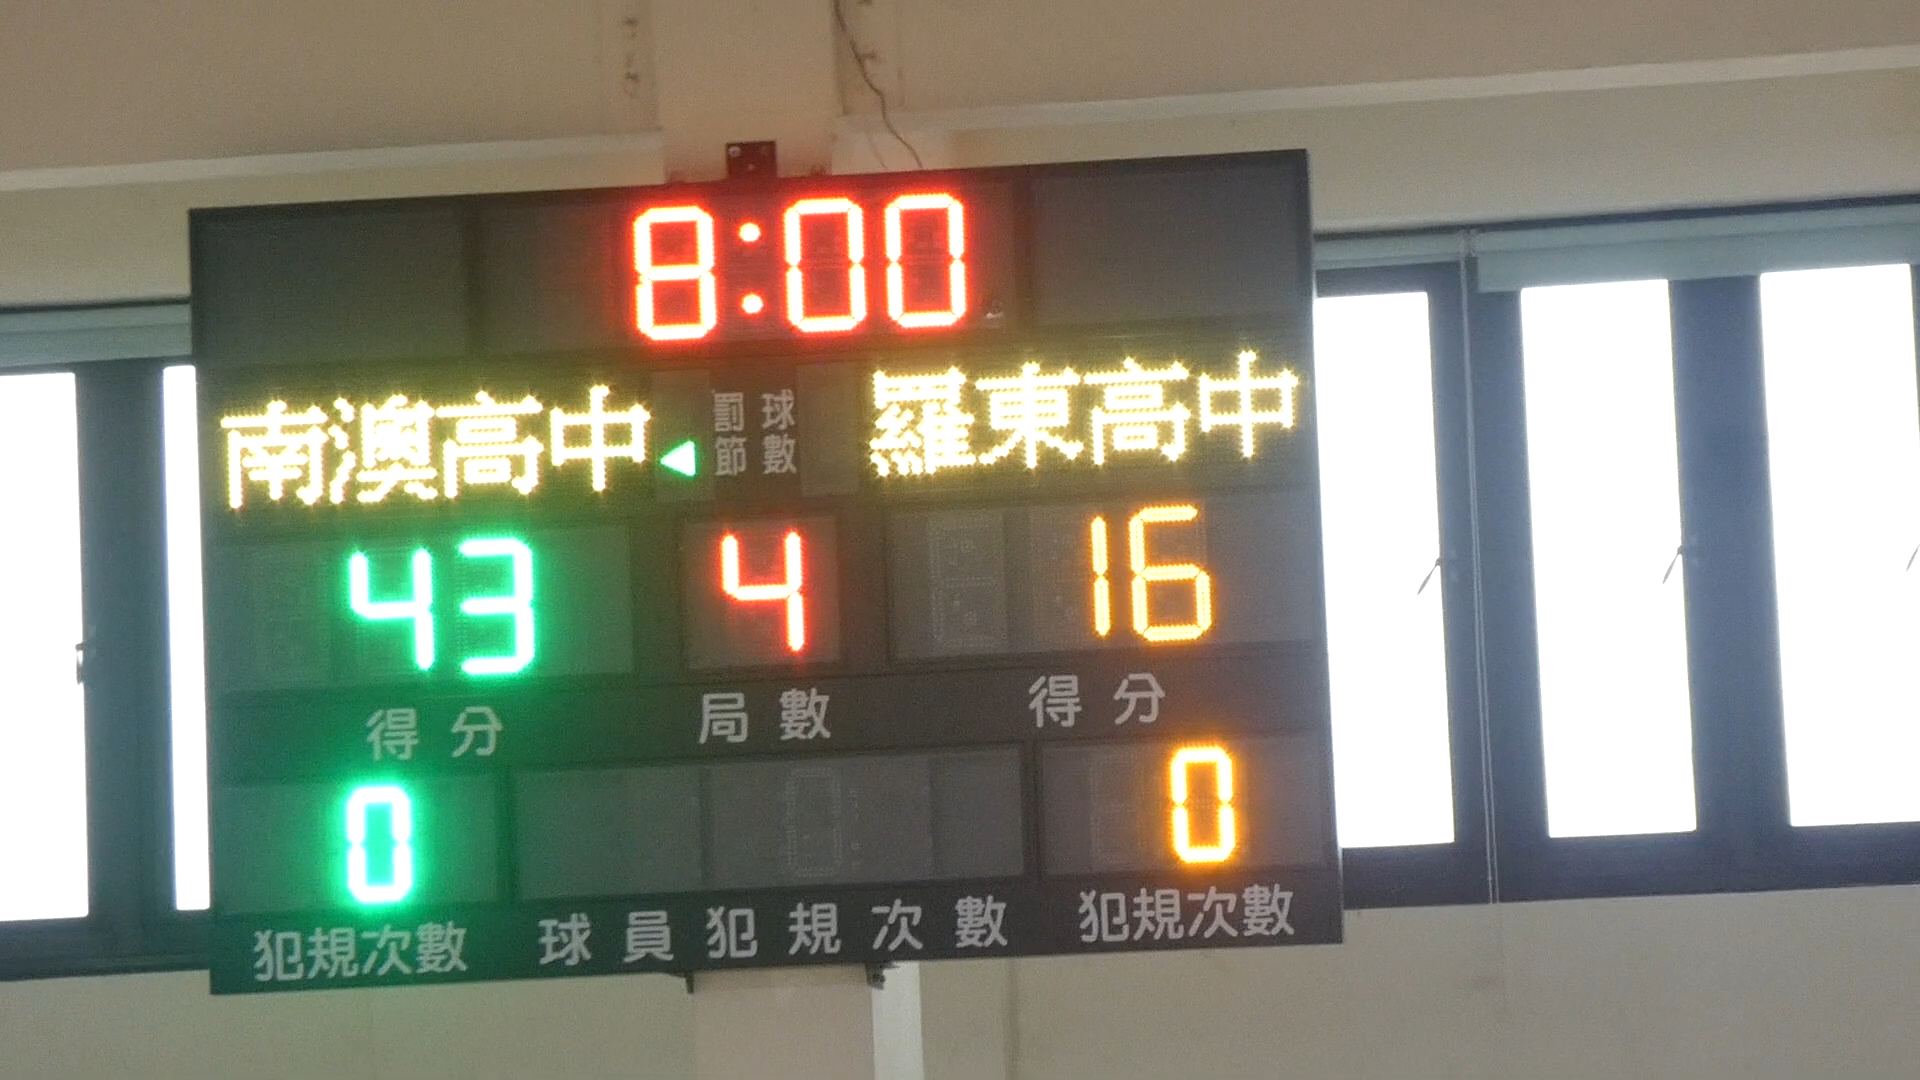 8:00
南澳高中 ◀ 罰球 羅東高中
節數
43 4 16
得分 局數 得分
0 0
犯規次數 球員犯規次數 犯規次數